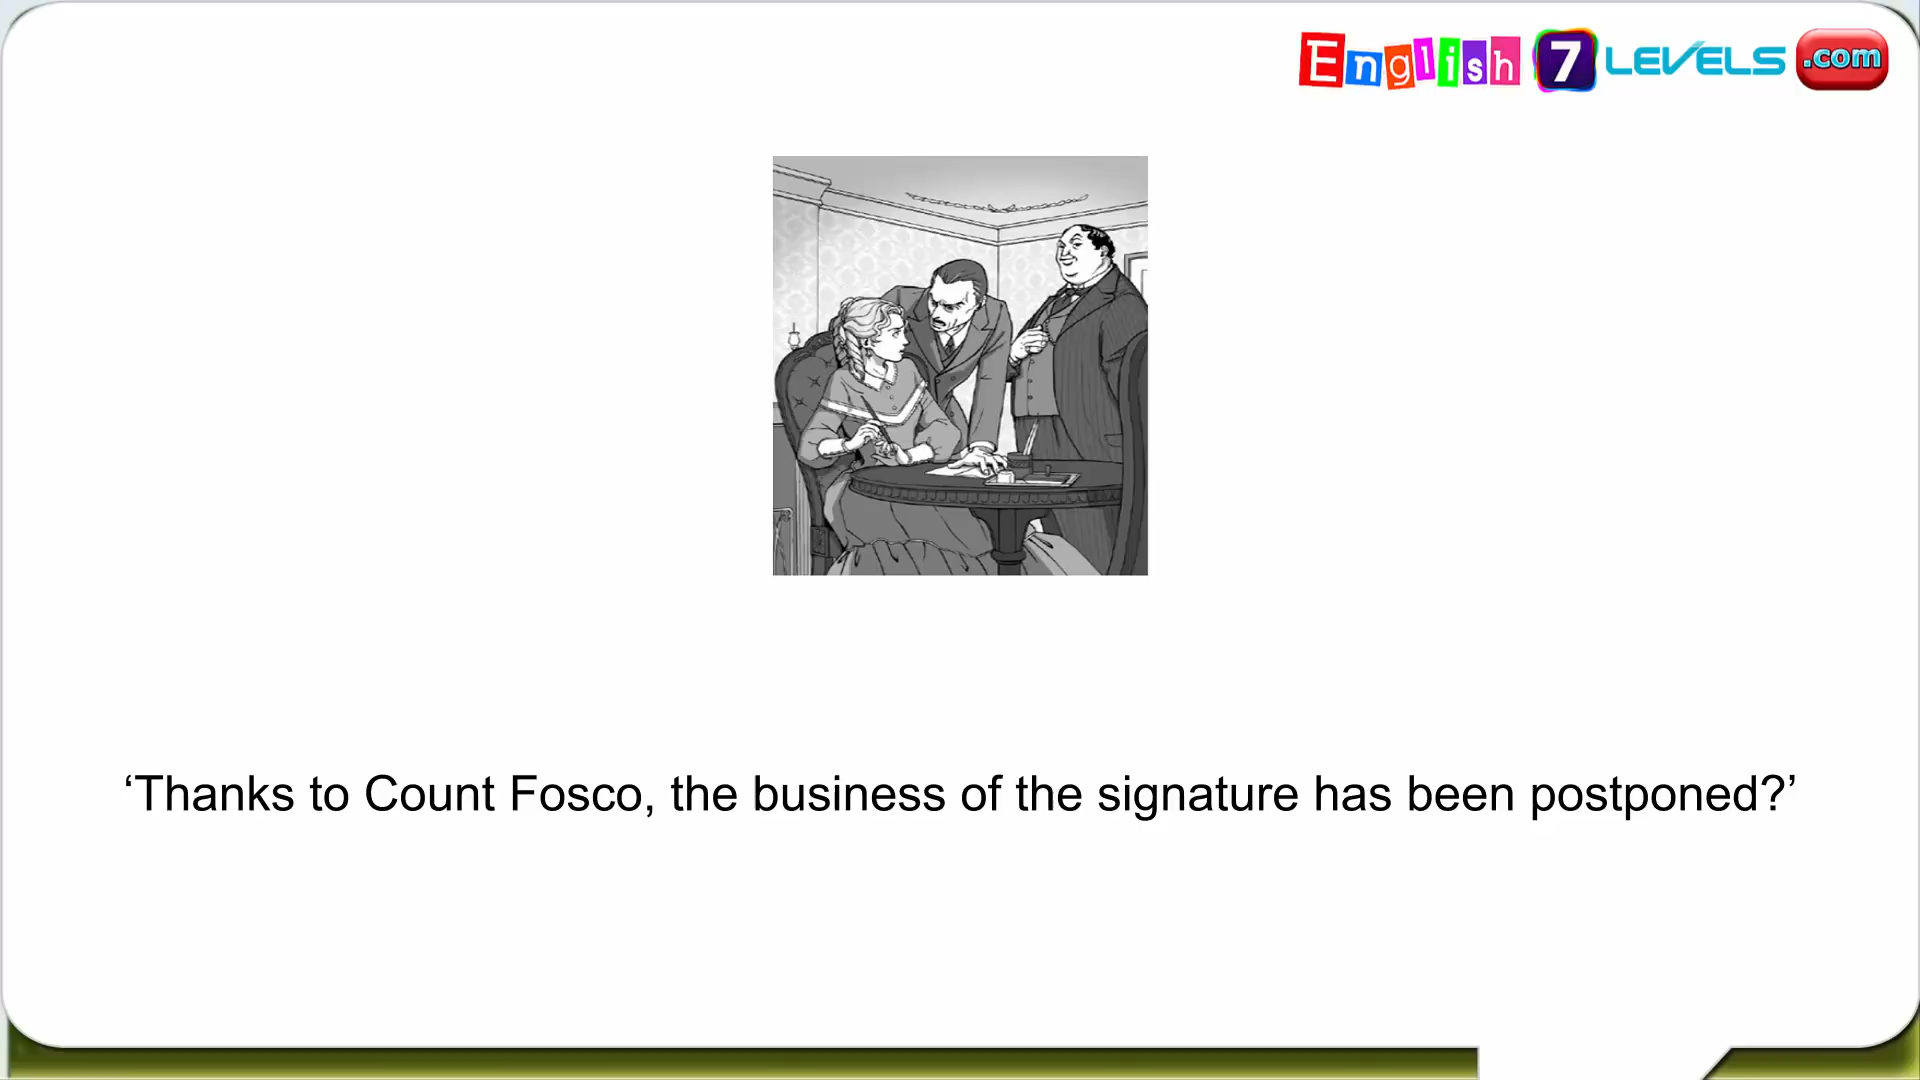 English 7 LEVELS .com
‘Thanks to Count Fosco, the business of the signature has been postponed?’